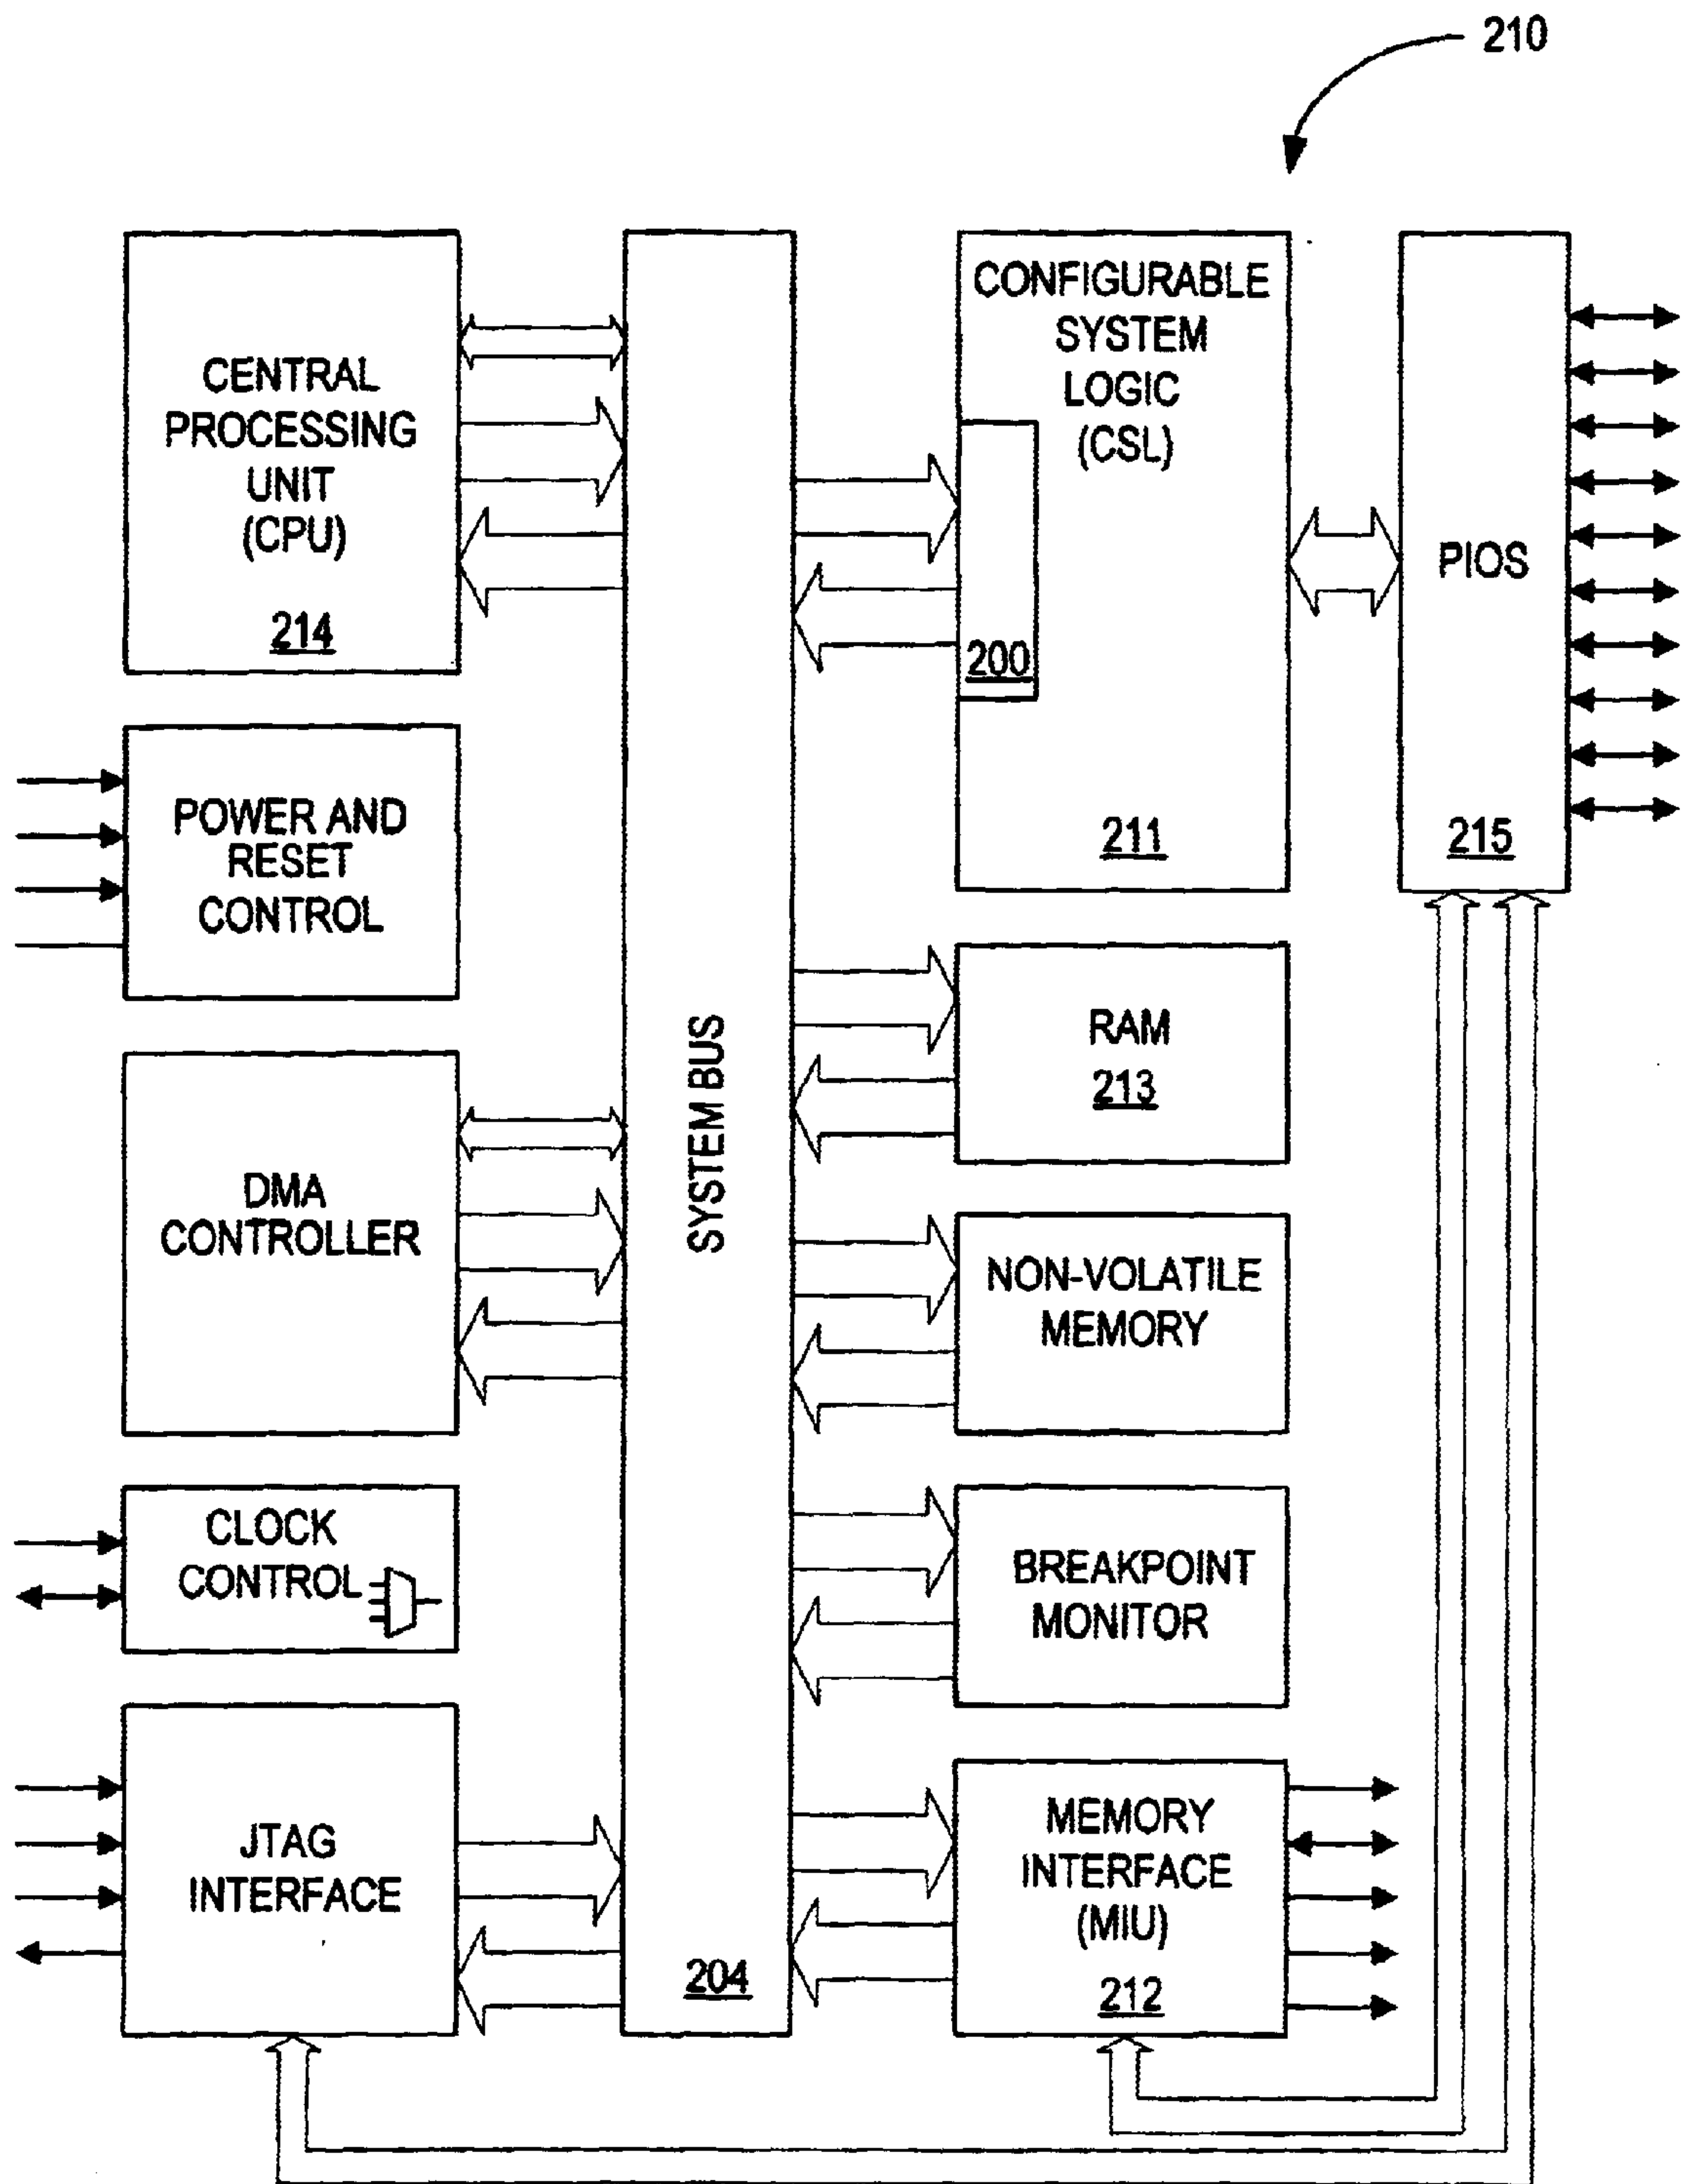 210
CENTRAL
PROCESSING
UNIT
(CPU)
214
POWER AND
RESET
CONTROL
DMA
CONTROLLER
CLOCK
CONTROL
JTAG
INTERFACE
SYSTEM BUS
204
CONFIGURABLE
SYSTEM
LOGIC
(CSL)
200
211
RAM
213
NON-VOLATILE
MEMORY
BREAKPOINT
MONITOR
MEMORY
INTERFACE
(MIU)
212
PIOS
215